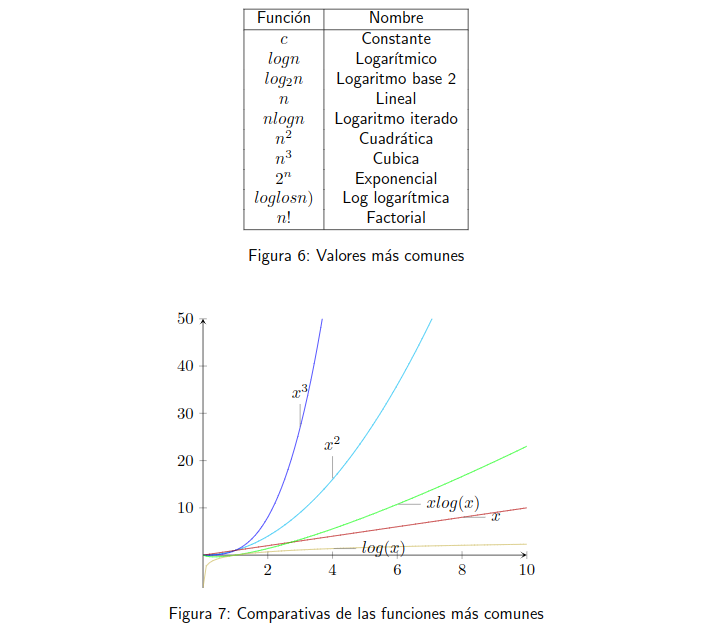 Función Nombre
c Constante
logn Logarítmico
log₂n Logaritmo base 2
n Lineal
nlogn Logaritmo iterado
n² Cuadrática
n³ Cubica
2ⁿ Exponencial
loglosn) Log logarítmica
n! Factorial
Figura 6: Valores más comunes
50
40
x³
30
x²
20
xlog(x)
10
x
log(x)
2 4 6 8 10
Figura 7: Comparativas de las funciones más comunes